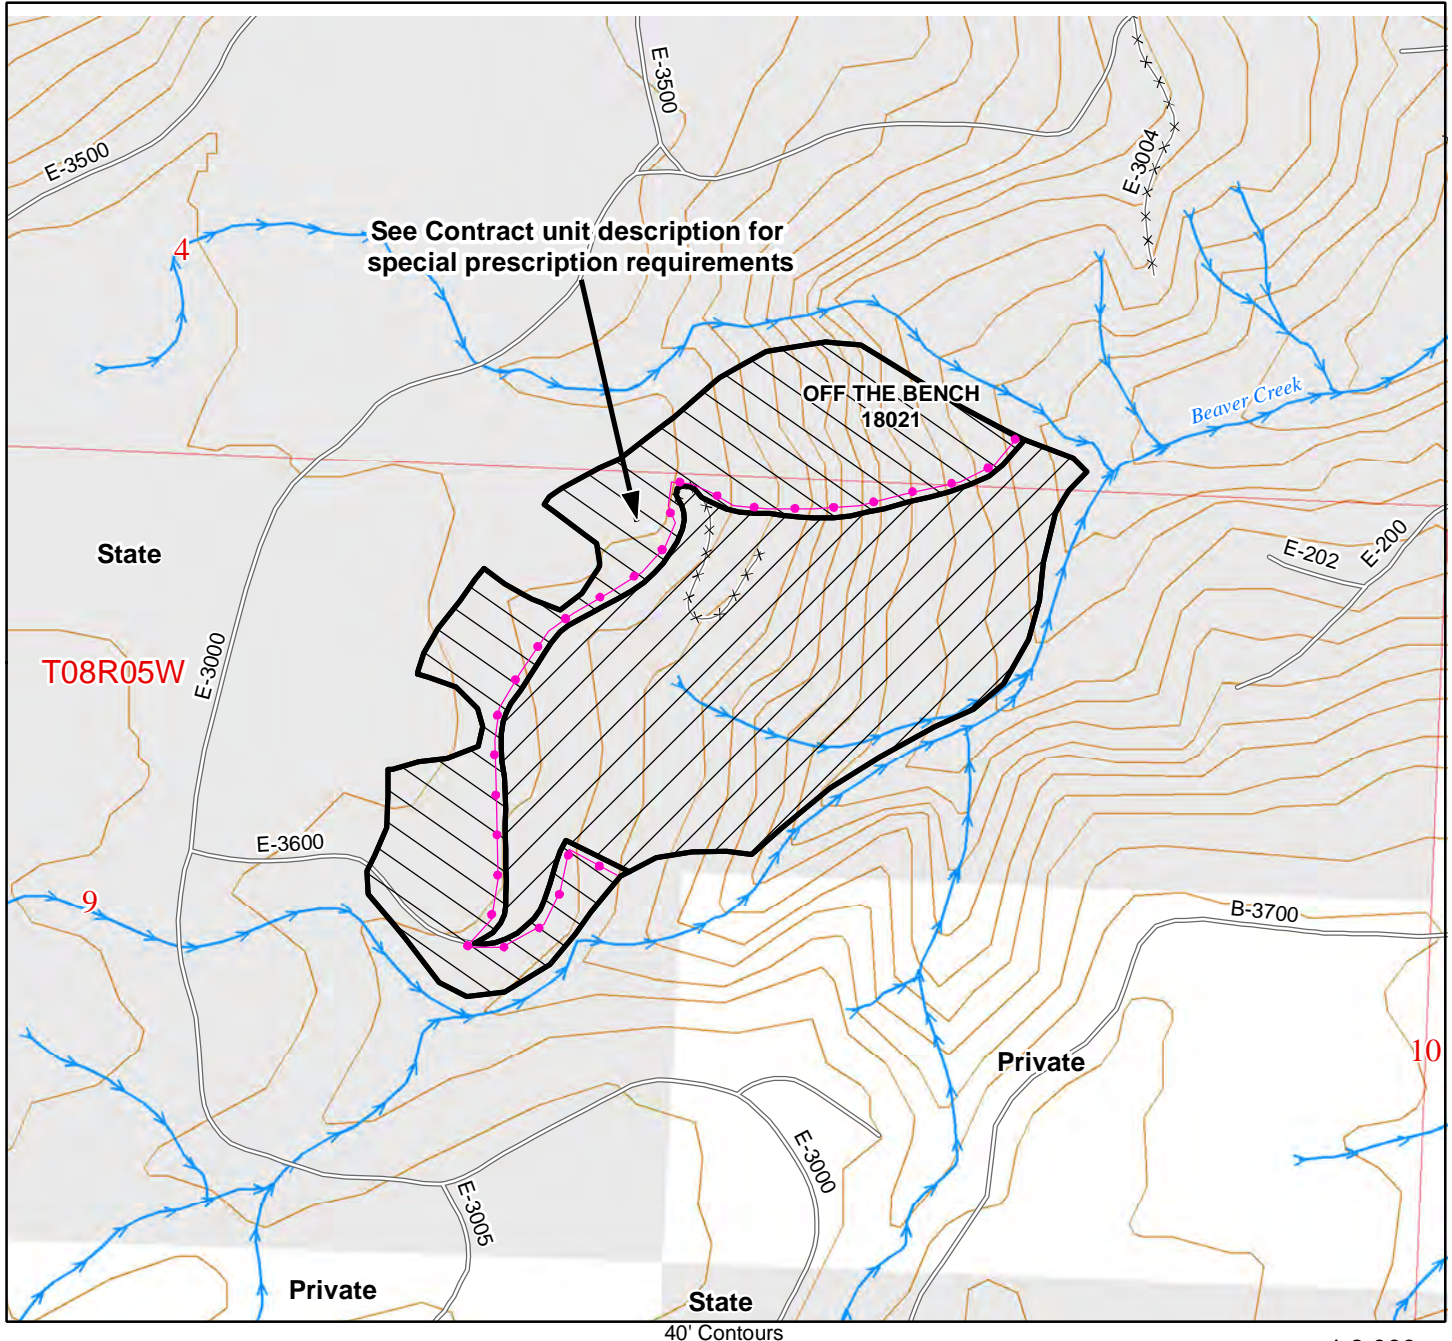 E-3500
E-3500
E-3004
4
See Contract unit description for
special prescription requirements
OFF THE BENCH
18021
Beaver Creek
State
E-202
E-200
T08R05W
E-3000
E-3600
9
B-3700
Private
10
E-3000
E-3005
Private
State
40' Contours